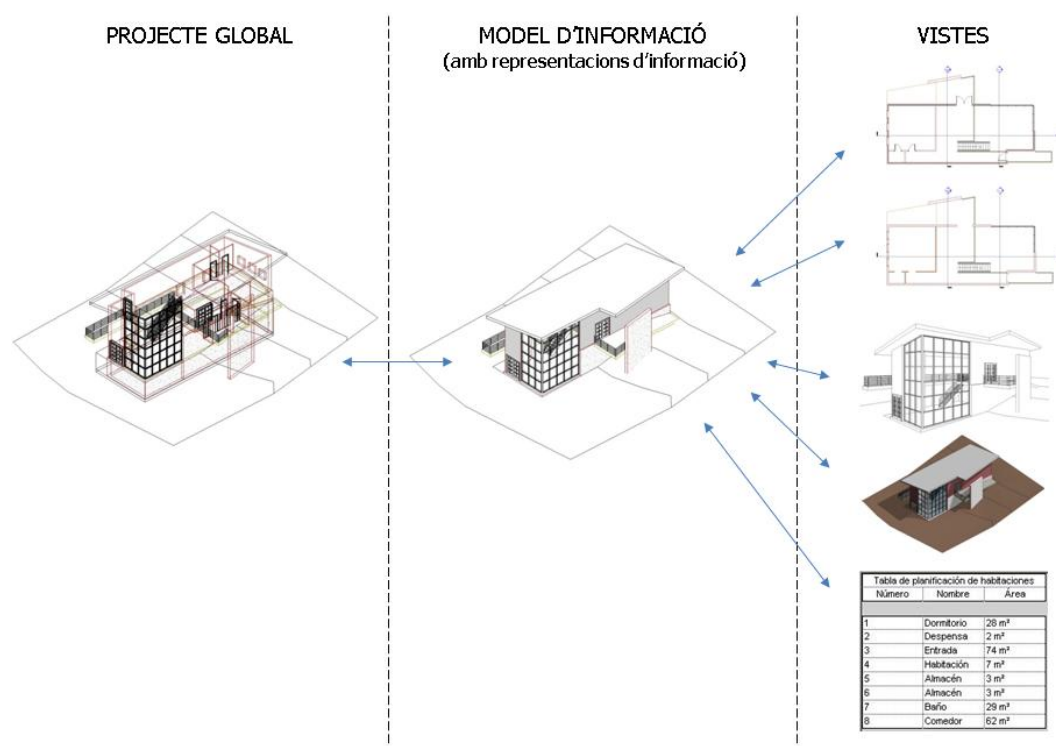 PROJECTE GLOBAL
MODEL D'INFORMACIÓ
(amb representacions d'informació)
VISTES
Tabla de planificación de habitaciones
Número Nombre Área
1 Dormitorio 28 m²
2 Despensa 2 m²
3 Entrada 74 m²
4 Habitación 7 m²
5 Almacén 3 m²
6 Almacén 3 m²
7 Baño 29 m²
8 Comedor 62 m²